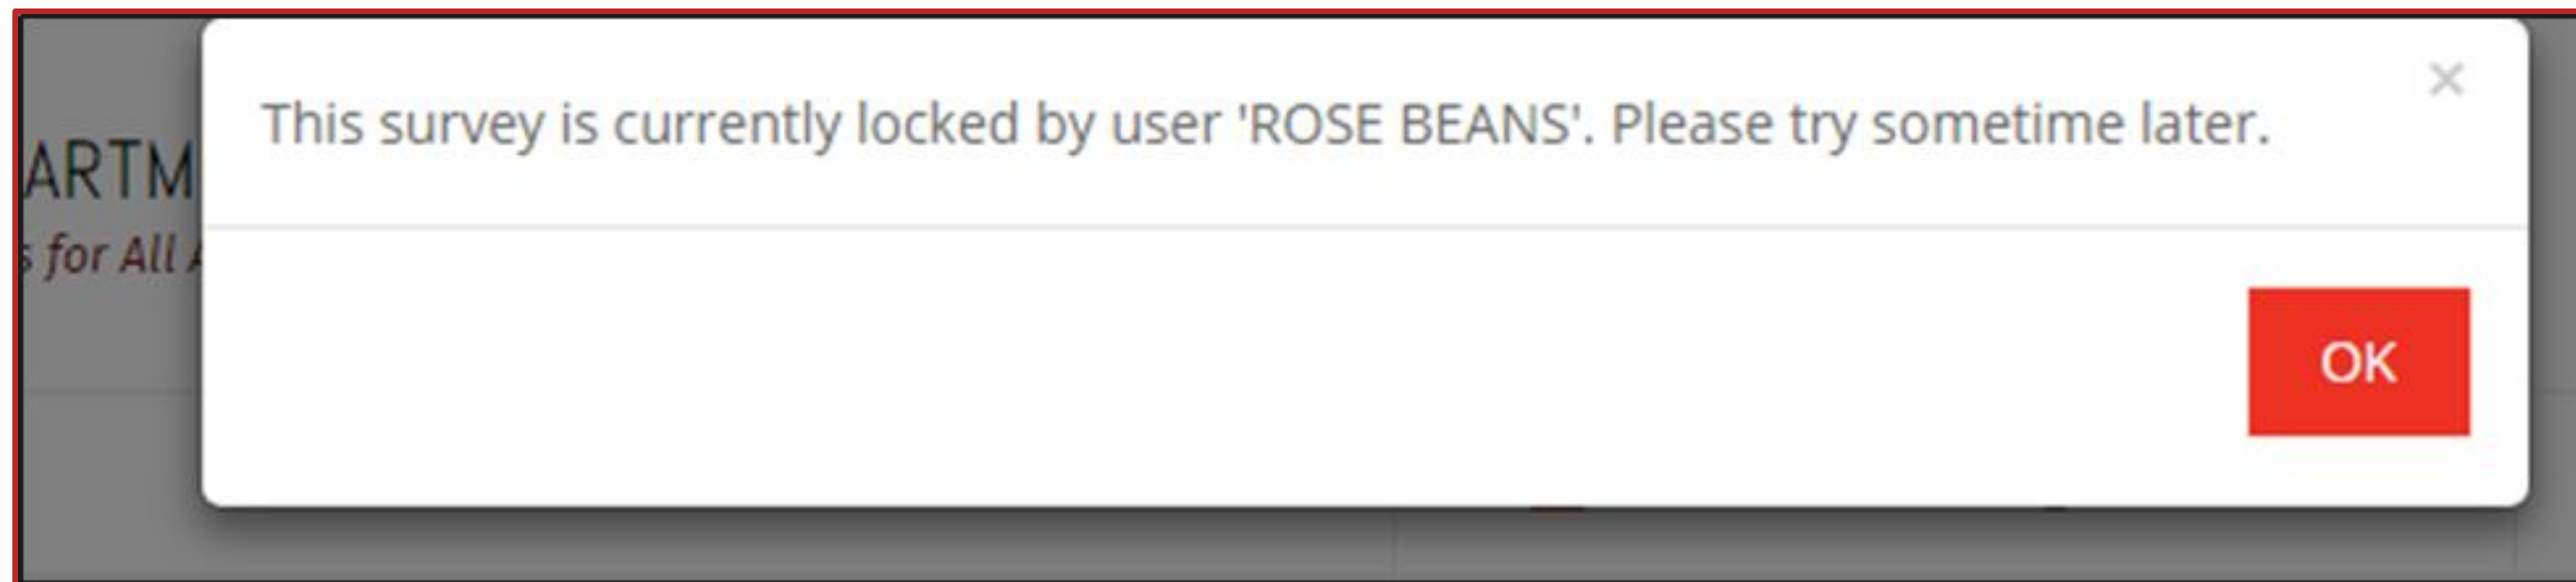 This survey is currently locked by user 'ROSE BEANS'. Please try sometime later.
ARTM
s for All A
OK